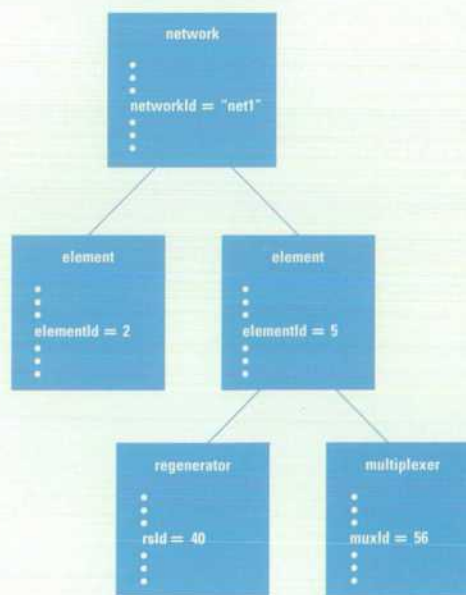 network
networkId = "net1"
element
elementId = 2
element
elementId = 5
regenerator
rsId = 40
multiplexer
muxId = 56